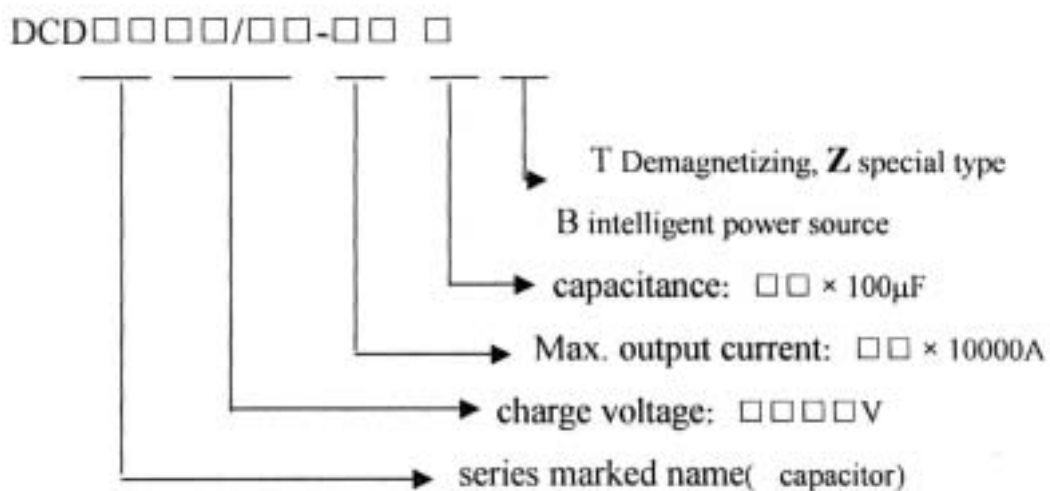 DCD□□□□/□□-□□ □
T Demagnetizing, Z special type
B intelligent power source
capacitance: □□ × 100μF
Max. output current: □□ × 10000A
charge voltage: □□□□V
series marked name( capacitor)